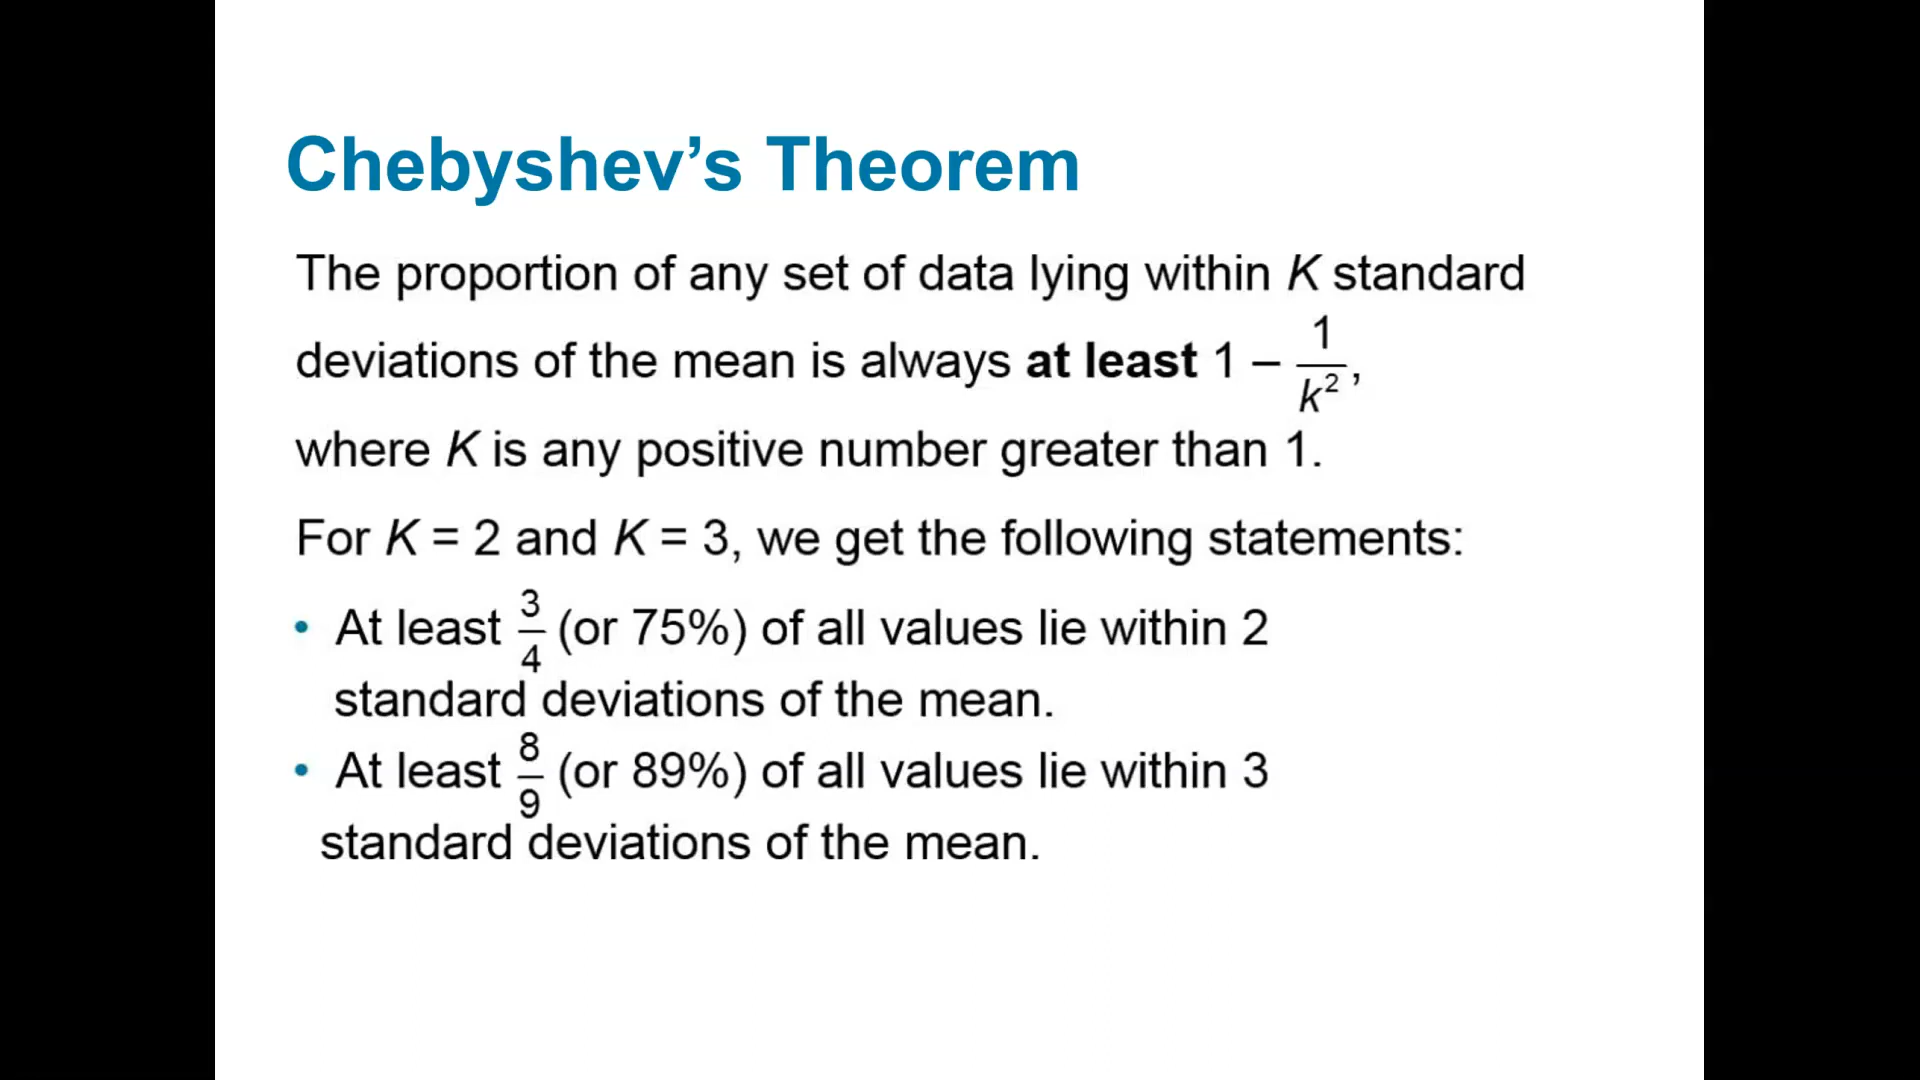 Chebyshev’s Theorem
The proportion of any set of data lying within K standard
deviations of the mean is always at least 1 – 1/k²,
where K is any positive number greater than 1.
For K = 2 and K = 3, we get the following statements:
• At least 3/4 (or 75%) of all values lie within 2
standard deviations of the mean.
• At least 8/9 (or 89%) of all values lie within 3
standard deviations of the mean.